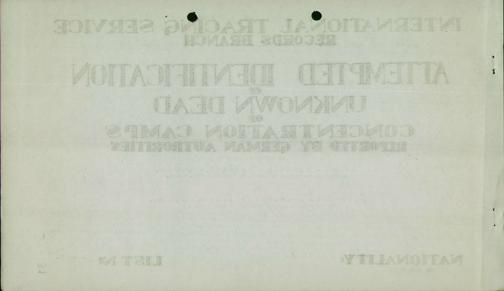 INTERNATIONAL TRACING SERVICE
RECORDS BRANCH
ATTEMPTED IDENTIFICATION
OF
UNKNOWN DEAD
OF
CONCENTRATION CAMPS
REPORTED BY GERMAN AUTHORITIES
NATIONALITY:
LIST Nº